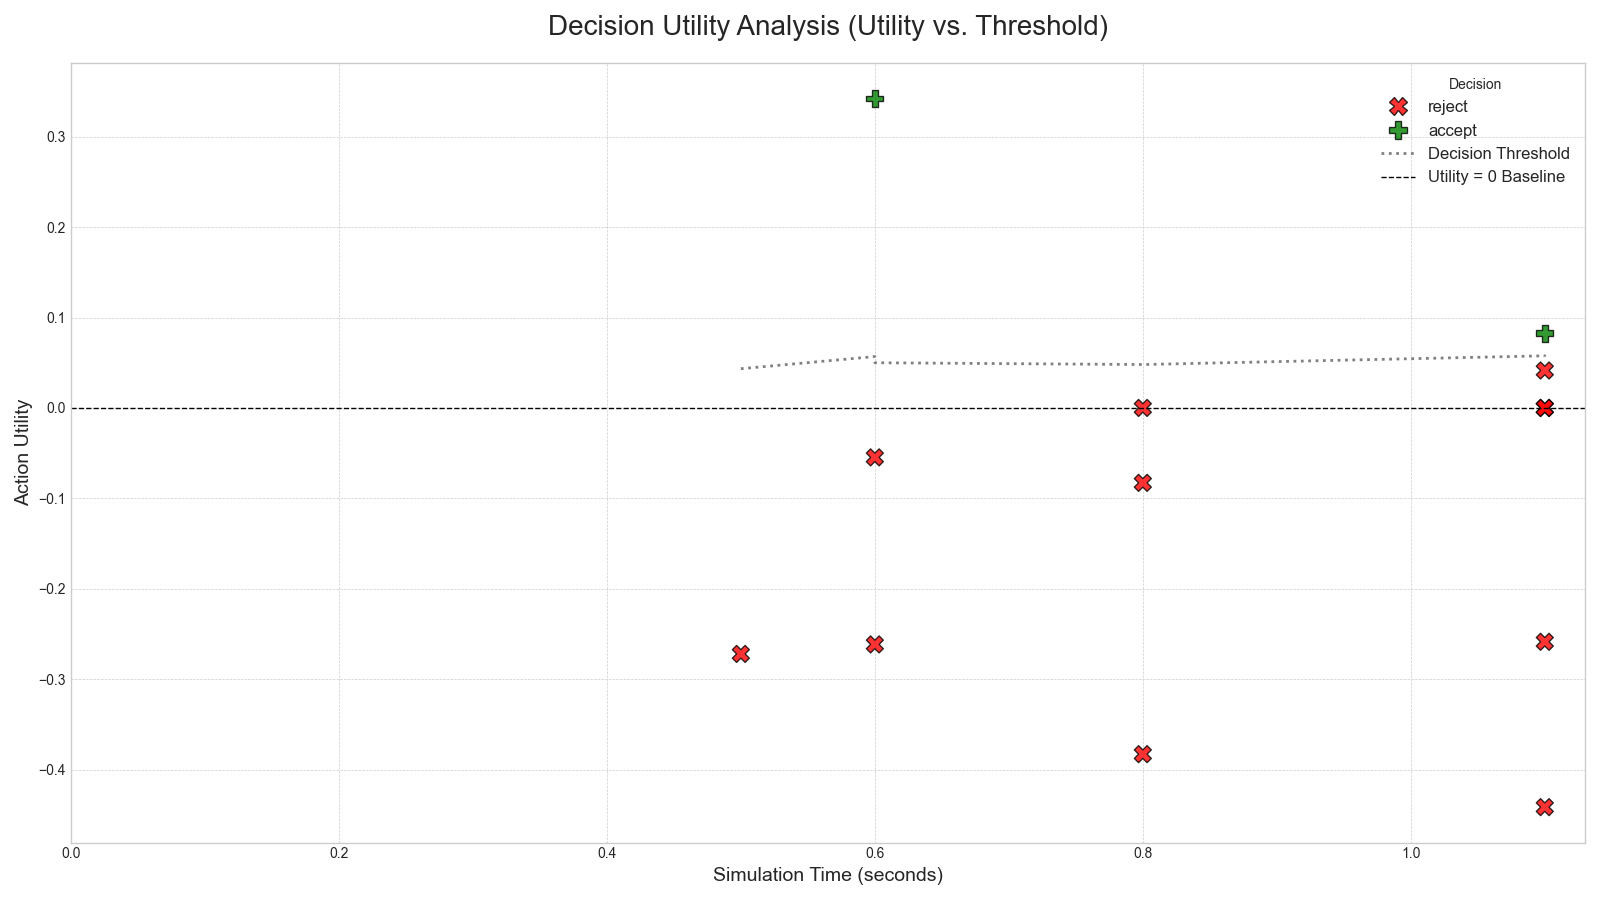 Decision Utility Analysis (Utility vs. Threshold)
Decision
reject
accept
Decision Threshold
Utility = 0 Baseline
Action Utility
0.3
0.2
0.1
0.0
−0.1
−0.2
−0.3
−0.4
0.0 0.2 0.4 0.6 0.8 1.0
Simulation Time (seconds)